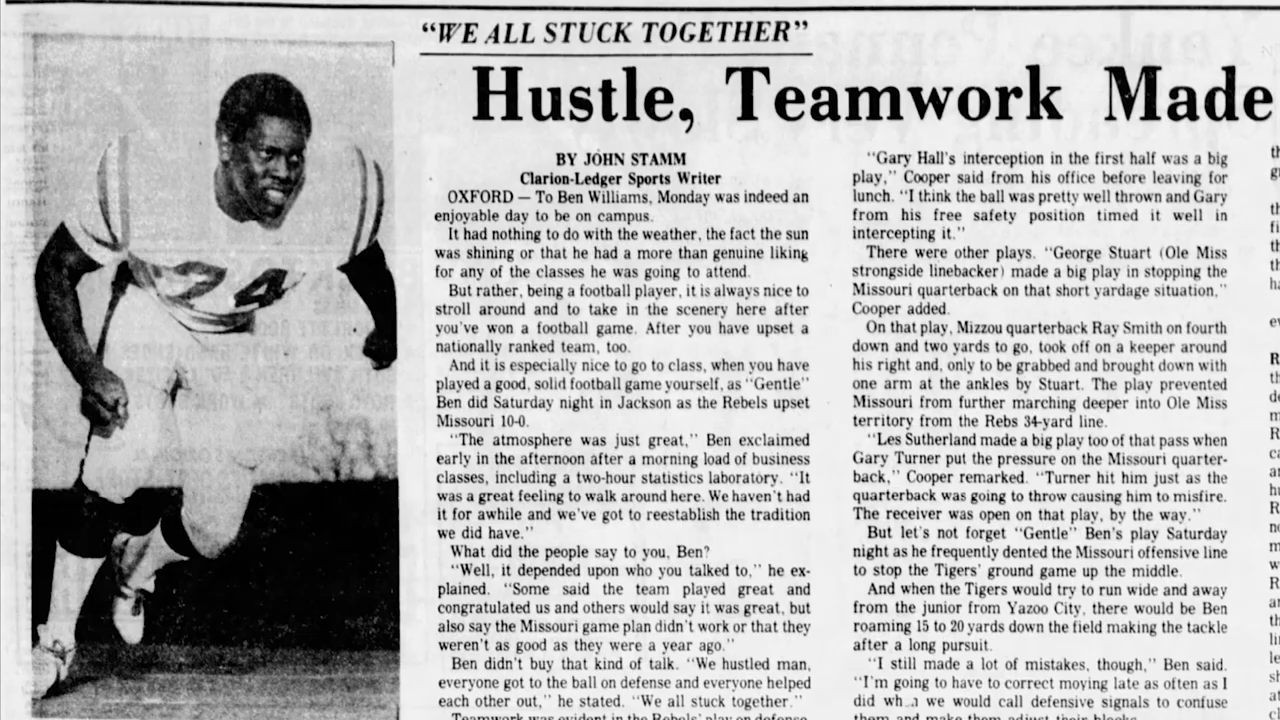 "WE ALL STUCK TOGETHER"
Hustle, Teamwork Made
24
BY JOHN STAMM
Clarion-Ledger Sports Writer
OXFORD — To Ben Williams, Monday was indeed an
enjoyable day to be on campus.
It had nothing to do with the weather, the fact the sun
was shining or that he had a more than genuine liking
for any of the classes he was going to attend.
But rather, being a football player, it is always nice to
stroll around and to take in the scenery here after
you've won a football game. After you have upset a
nationally ranked team, too.
And it is especially nice to go to class, when you have
played a good, solid football game yourself, as "Gentle"
Ben did Saturday night in Jackson as the Rebels upset
Missouri 10-0.
"The atmosphere was just great," Ben exclaimed
early in the afternoon after a morning load of business
classes, including a two-hour statistics laboratory. "It
was a great feeling to walk around here. We haven't had
it for awhile and we've got to reestablish the tradition
we did have."
What did the people say to you, Ben?
"Well, it depended upon who you talked to," he ex-
plained. "Some said the team played great and
congratulated us and others would say it was great, but
also say the Missouri game plan didn't work or that they
weren't as good as they were a year ago."
Ben didn't buy that kind of talk. "We hustled man,
everyone got to the ball on defense and everyone helped
each other out," he stated. "We all stuck together."
Teamwork was evident in the Rebels' play on defense,
"Gary Hall's interception in the first half was a big
play," Cooper said from his office before leaving for
lunch. "I think the ball was pretty well thrown and Gary
from his free safety position timed it well in
intercepting it."
There were other plays. "George Stuart (Ole Miss
strongside linebacker) made a big play in stopping the
Missouri quarterback on that short yardage situation,"
Cooper added.
On that play, Mizzou quarterback Ray Smith on fourth
down and two yards to go, took off on a keeper around
his right and, only to be grabbed and brought down with
one arm at the ankles by Stuart. The play prevented
Missouri from further marching deeper into Ole Miss
territory from the Rebs 34-yard line.
"Les Sutherland made a big play too of that pass when
Gary Turner put the pressure on the Missouri quarter-
back," Cooper remarked. "Turner hit him just as the
quarterback was going to throw causing him to misfire.
The receiver was open on that play, by the way."
But let's not forget "Gentle" Ben's play Saturday
night as he frequently dented the Missouri offensive line
to stop the Tigers' ground game up the middle.
And when the Tigers would try to run wide and away
from the junior from Yazoo City, there would be Ben
roaming 15 to 20 yards down the field making the tackle
after a long pursuit.
"I still made a lot of mistakes, though," Ben said.
"I'm going to have to correct moving late as often as I
did we would call defensive signals to confuse
them and make them adjust their blocks.